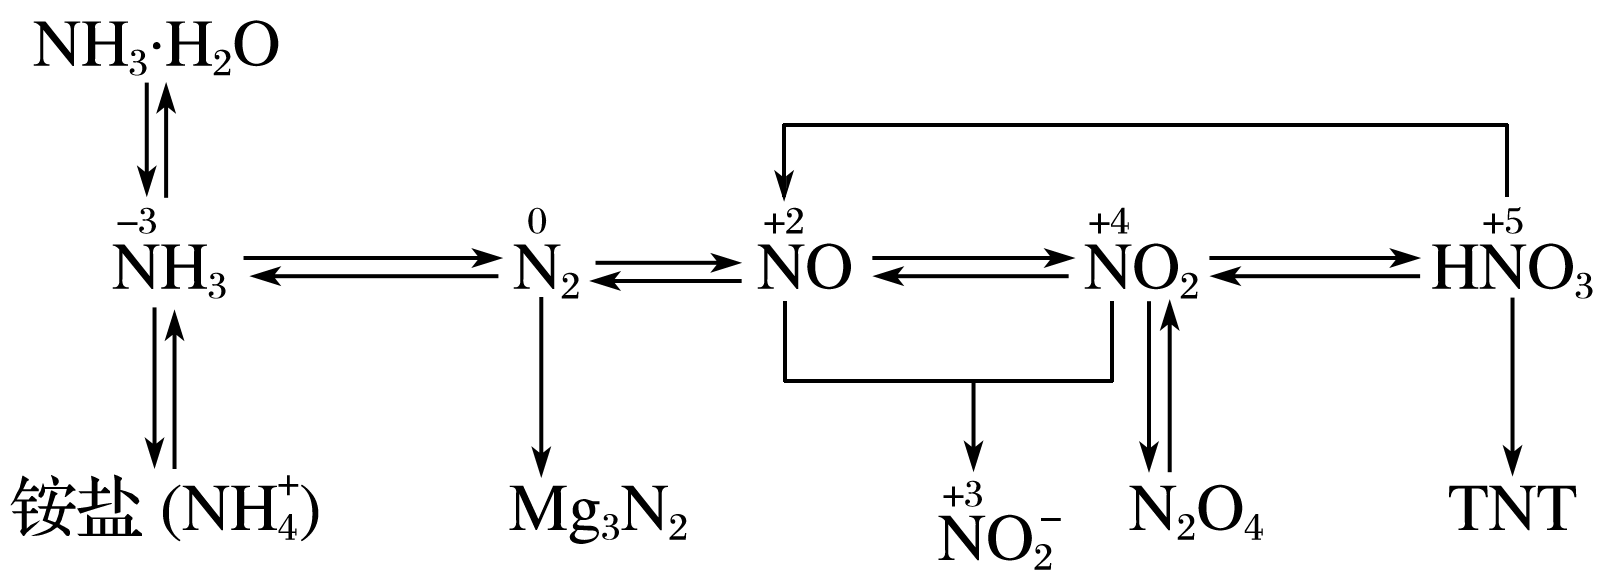 NH₃·H₂O
−3 0 +2 +4 +5
NH₃ N₂ NO NO₂ HNO₃
铵盐 (NH₄⁺) Mg₃N₂ N₂O₄ TNT
+3
NO₂⁻